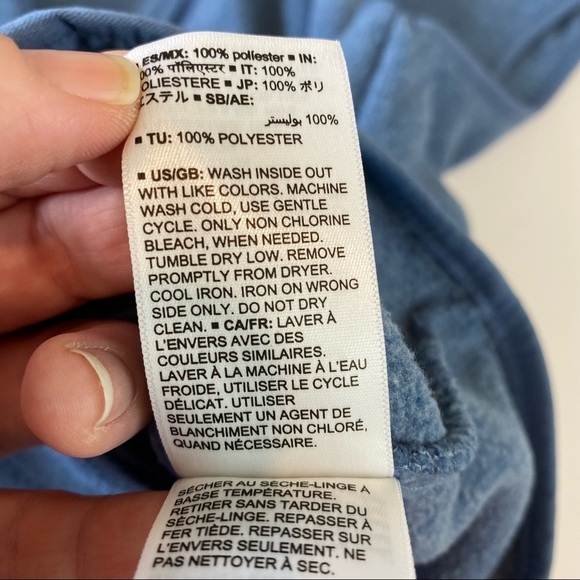 ES/MX: 100% poliester ■ IN:
100% पॉलिएस्टर ■ IT: 100%
POLIESTERE ■ JP: 100% ポリ
エステル ■ SB/AE:
100% بوليستر
■ TU: 100% POLYESTER
■ US/GB: WASH INSIDE OUT
WITH LIKE COLORS. MACHINE
WASH COLD, USE GENTLE
CYCLE. ONLY NON CHLORINE
BLEACH, WHEN NEEDED.
TUMBLE DRY LOW. REMOVE
PROMPTLY FROM DRYER.
COOL IRON. IRON ON WRONG
SIDE ONLY. DO NOT DRY
CLEAN. ■ CA/FR: LAVER À
L'ENVERS AVEC DES
COULEURS SIMILAIRES.
LAVER À LA MACHINE À L'EAU
FROIDE, UTILISER LE CYCLE
DÉLICAT. UTILISER
SEULEMENT UN AGENT DE
BLANCHIMENT NON CHLORÉ,
QUAND NÉCESSAIRE.
SÉCHER AU SÈCHE-LINGE À
BASSE TEMPÉRATURE.
RETIRER SANS TARDER DU
SÈCHE-LINGE. REPASSER À
FER TIÈDE. REPASSER SUR
L'ENVERS SEULEMENT. NE
PAS NETTOYER À SEC.